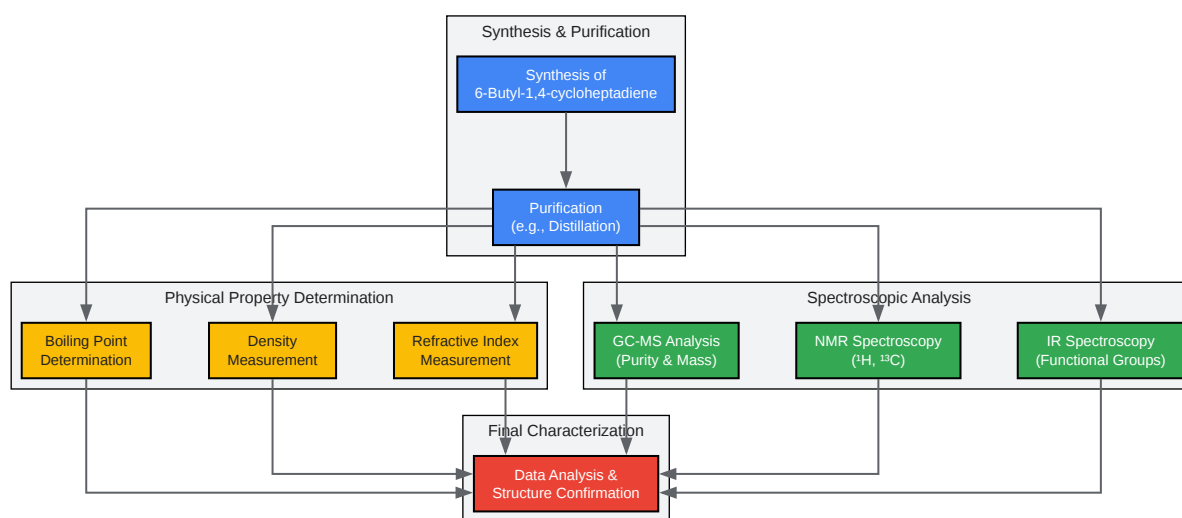 Synthesis & Purification
Synthesis of
6-Butyl-1,4-cycloheptadiene
Purification
(e.g., Distillation)
Physical Property Determination
Boiling Point
Determination
Density
Measurement
Refractive Index
Measurement
Spectroscopic Analysis
GC-MS Analysis
(Purity & Mass)
NMR Spectroscopy
(¹H, ¹³C)
IR Spectroscopy
(Functional Groups)
Final Characterization
Data Analysis &
Structure Confirmation